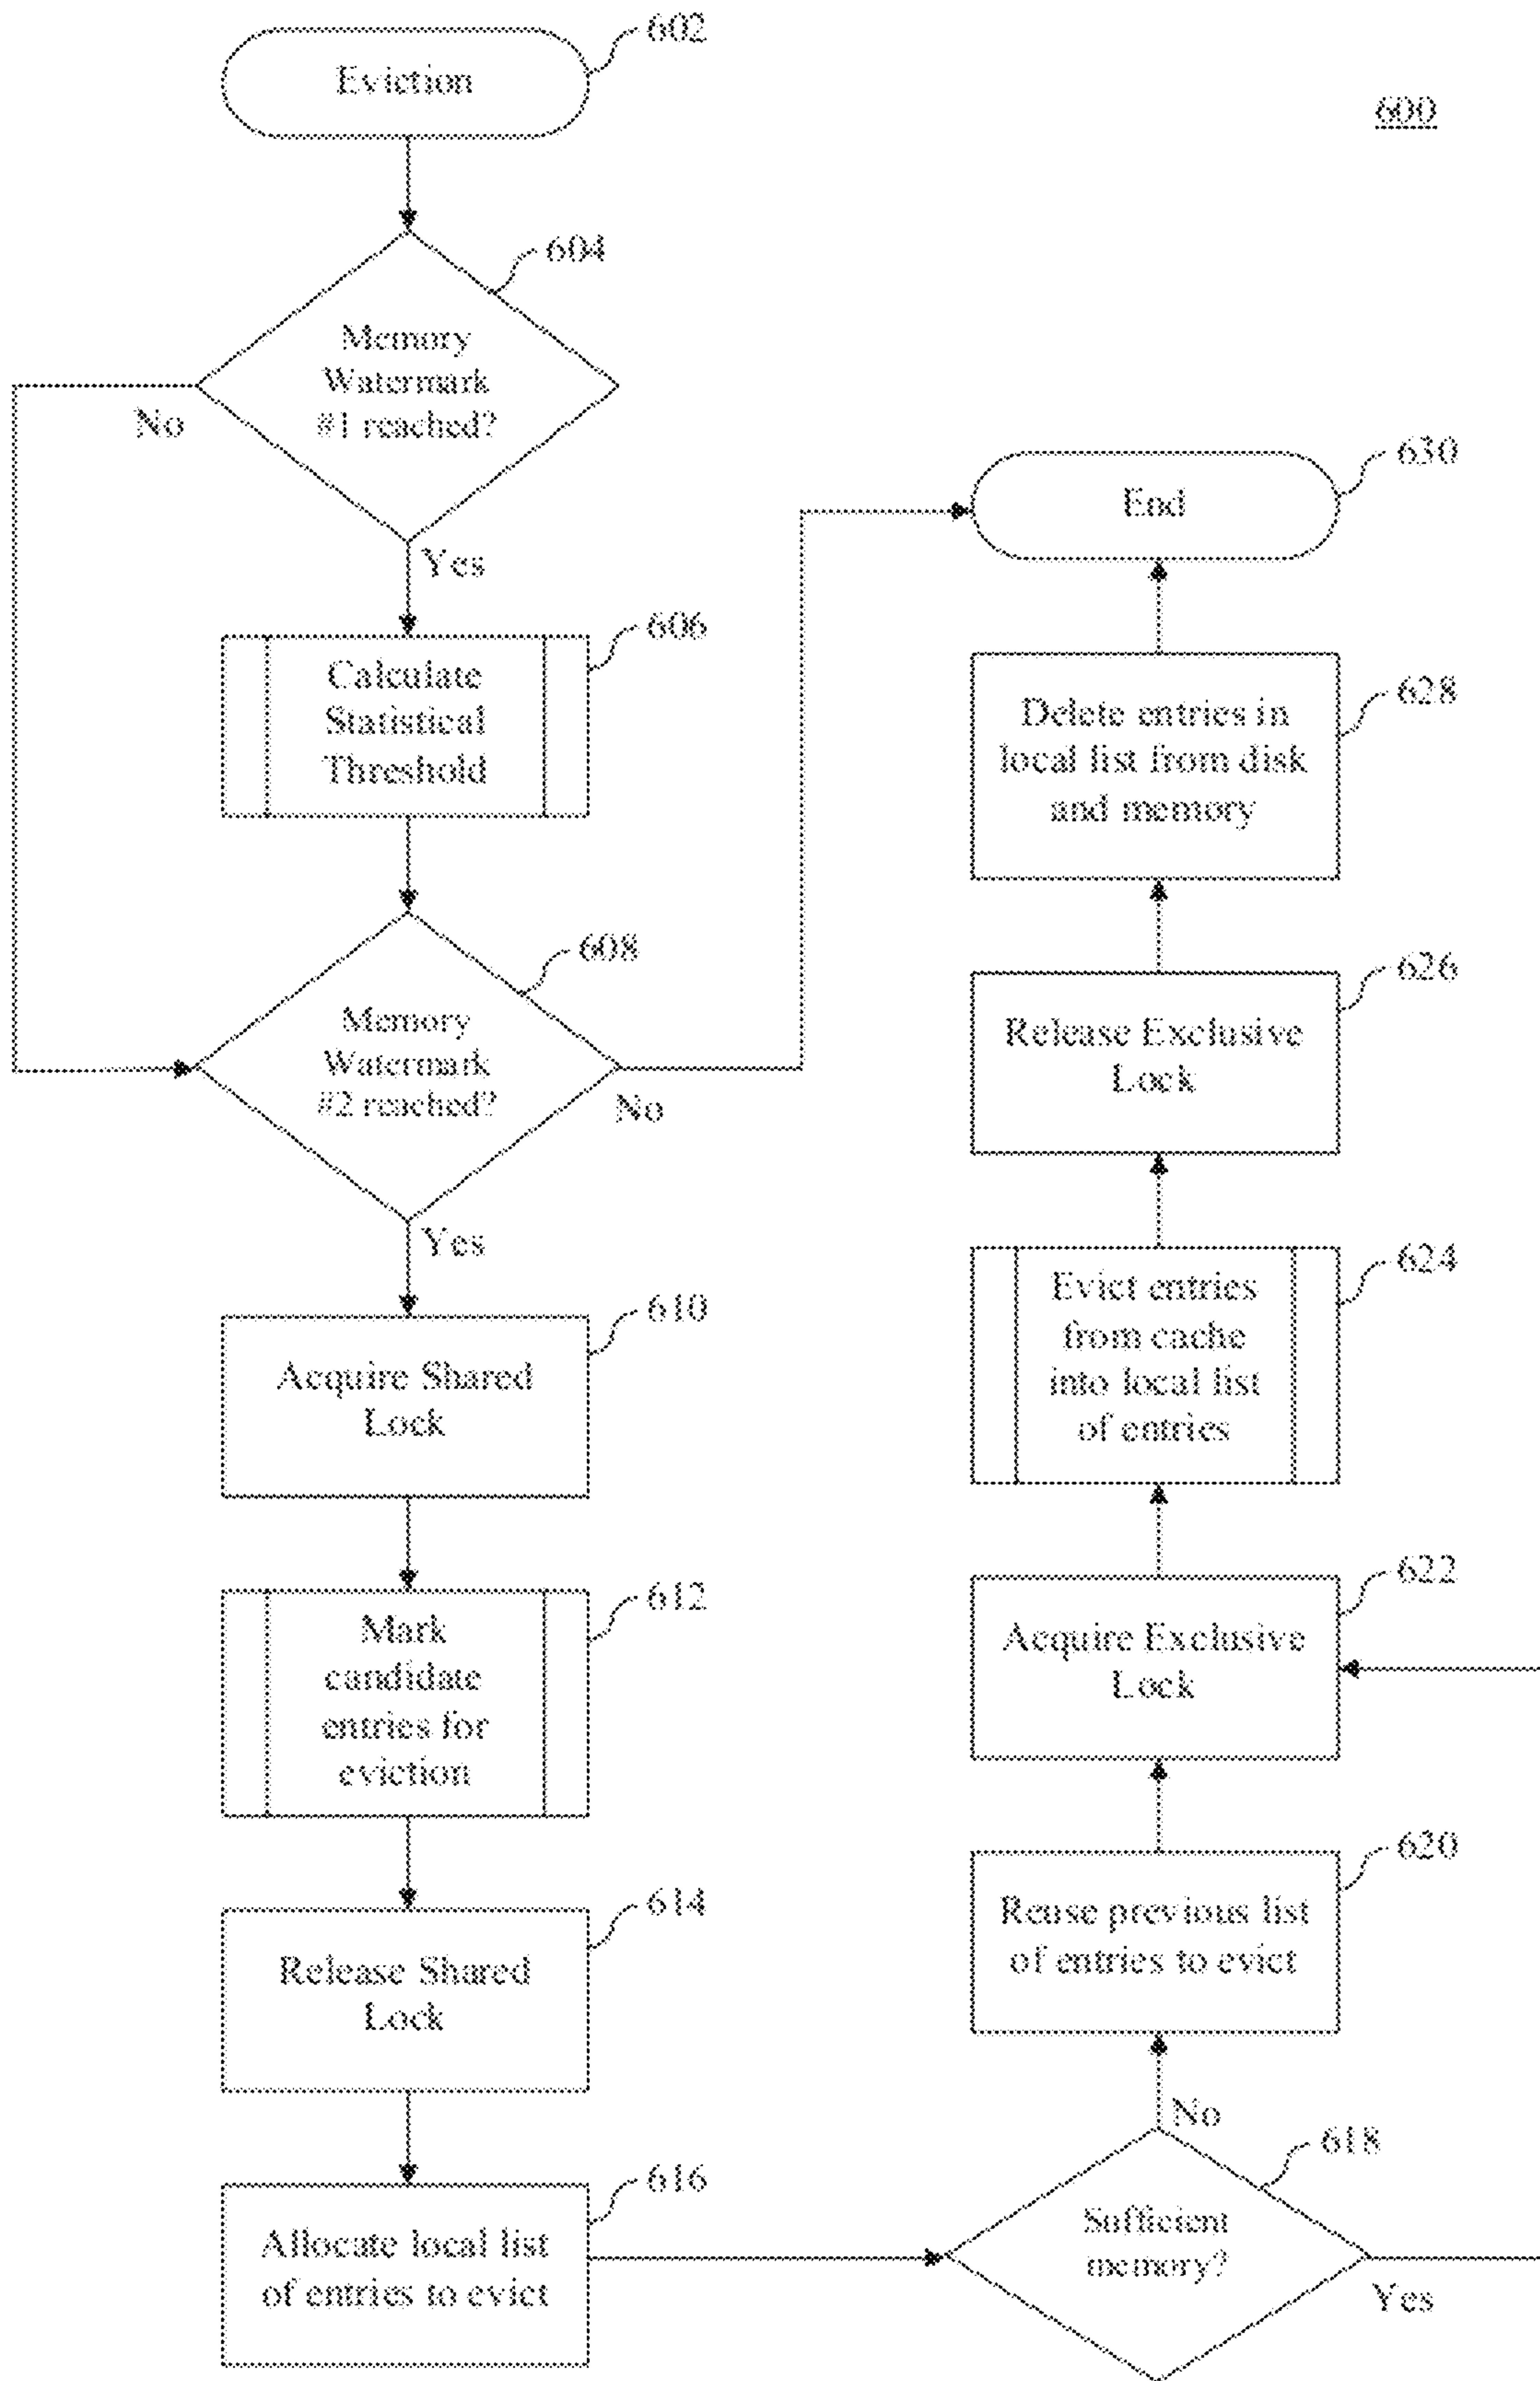 602
Eviction
600
604
Memory
Watermark
#1 reached?
No
Yes
606
Calculate
Statistical
Threshold
608
Memory
Watermark
#2 reached?
No
Yes
610
Acquire Shared
Lock
612
Mark
candidate
entries for
eviction
614
Release Shared
Lock
616
Allocate local list
of entries to evict
618
Sufficient
memory?
No
Yes
620
Reuse previous list
of entries to evict
622
Acquire Exclusive
Lock
624
Evict entries
from cache
into local list
of entries
626
Release Exclusive
Lock
628
Delete entries in
local list from disk
and memory
630
End